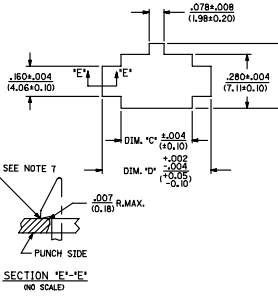 .078±.008
(1.98±0.20)
.160±.004
(4.06±0.10)
"E" "E"
.280±.004
(7.11±0.10)
DIM. "C" ±.004
(±0.10)
DIM. "D" +.002
-.004
(+0.05
-0.10)
SEE NOTE 7
.007
(0.18) R.MAX.
PUNCH SIDE
SECTION "E"-"E"
(NO SCALE)